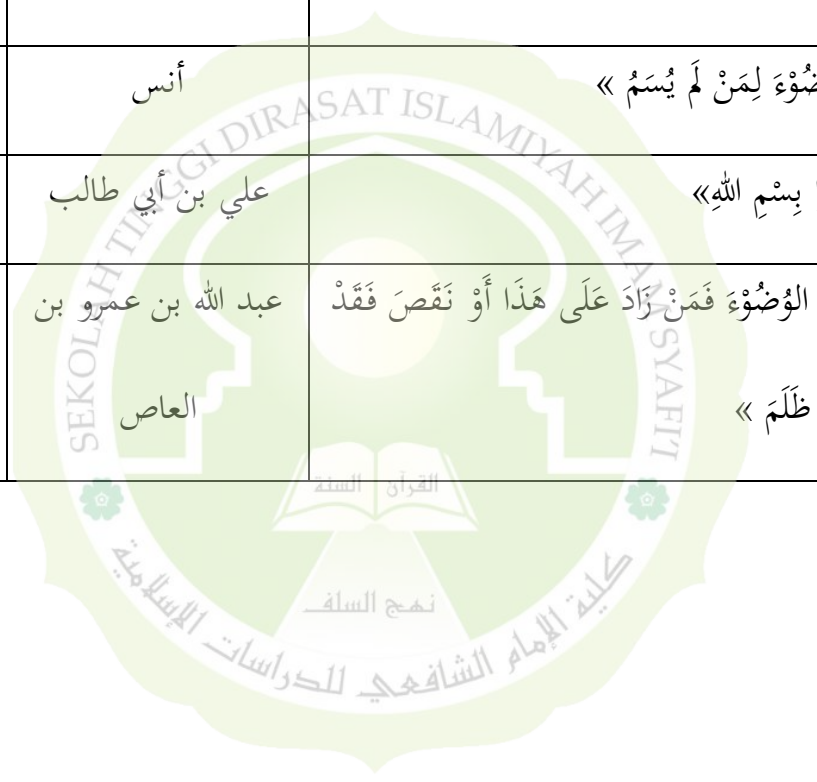 ضُوْءَ لِمَنْ لَمْ يُسَمُ »
أنس
بِسْمِ اللهِ»
علي بن أبي طالب
الوُضُوْءَ فَمَنْ زَادَ عَلَى هَذَا أَوْ نَقَصَ فَقَدْ
ظَلَمَ »
عبد الله بن عمرو بن
العاص
SEKOLAH TINGGI DIRASAT ISLAMIYAH IMAM SYAFI'I
القرآن السنة
نهج السلف
كلية الإمام الشافعي للدراسات الإسلامية